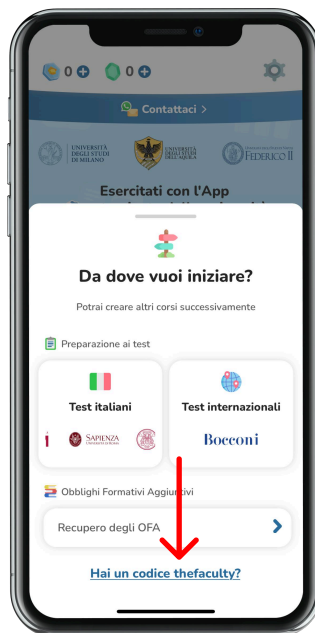 0 0
Contattaci >
UNIVERSITÀ DEGLI STUDI DI MILANO
UNIVERSITÀ DEGLI STUDI DELL'AQUILA
FEDERICO II
Esercitati con l'App
Da dove vuoi iniziare?
Potrai creare altri corsi successivamente
Preparazione ai test
Test italiani
Test internazionali
SAPIENZA
Bocconi
Obblighi Formativi Aggiuntivi
Recupero degli OFA
Hai un codice thefaculty?